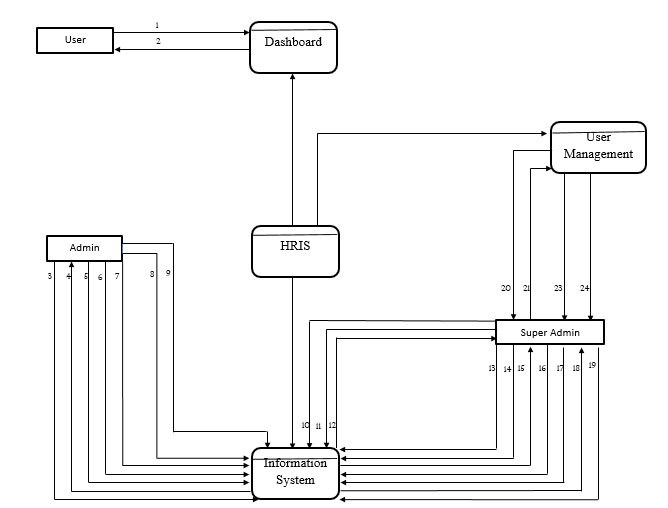 1
User
2
Dashboard
User
Management
Admin
HRIS
3
4
5
6
7
8
9
20
21
23
24
Super Admin
10
11
12
13
14
15
16
17
18
19
Information
System